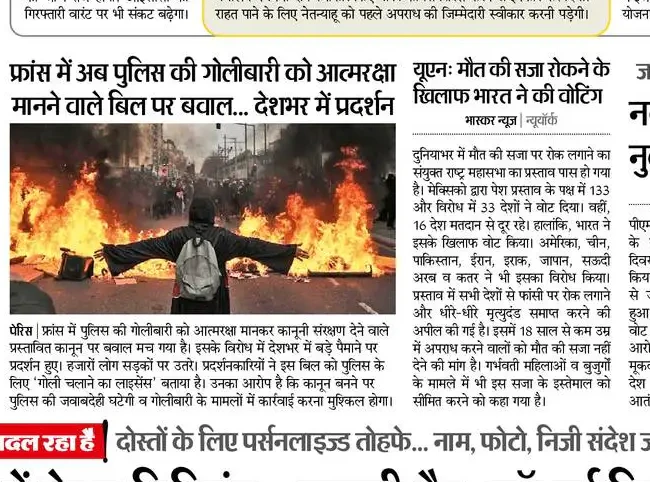 गिरफ्तारी वारंट पर भी संकट बढ़ेगा।
राहत पाने के लिए नेतन्याहू को पहले अपराध की जिम्मेदारी स्वीकार करनी पड़ेगी।
फ्रांस में अब पुलिस की गोलीबारी को आत्मरक्षा
मानने वाले बिल पर बवाल... देशभर में प्रदर्शन
पेरिस | फ्रांस में पुलिस की गोलीबारी को आत्मरक्षा मानकर कानूनी संरक्षण देने वाले
प्रस्तावित कानून पर बवाल मच गया है। इसके विरोध में देशभर में बड़े पैमाने पर
प्रदर्शन हुए। हजारों लोग सड़कों पर उतरे। प्रदर्शनकारियों ने इस बिल को पुलिस के
लिए ‘गोली चलाने का लाइसेंस’ बताया है। उनका आरोप है कि कानून बनने पर
पुलिस की जवाबदेही घटेगी व गोलीबारी के मामलों में कार्रवाई करना मुश्किल होगा।
यूएनः मौत की सजा रोकने के
खिलाफ भारत ने की वोटिंग
भास्कर न्यूज | न्यूयॉर्क
दुनियाभर में मौत की सजा पर रोक लगाने का
संयुक्त राष्ट्र महासभा का प्रस्ताव पास हो गया
है। मेक्सिको द्वारा पेश प्रस्ताव के पक्ष में 133
और विरोध में 33 देशों ने वोट दिया। वहीं,
16 देश मतदान से दूर रहे। हालांकि, भारत ने
इसके खिलाफ वोट किया। अमेरिका, चीन,
पाकिस्तान, ईरान, इराक, जापान, सऊदी
अरब व कतर ने भी इसका विरोध किया।
प्रस्ताव में सभी देशों से फांसी पर रोक लगाने
और धीरे-धीरे मृत्युदंड समाप्त करने की
अपील की गई है। इसमें 18 साल से कम उम्र
में अपराध करने वालों को मौत की सजा नहीं
देने की मांग है। गर्भवती महिलाओं व बुजुर्गों
के मामले में भी इस सजा के इस्तेमाल को
सीमित करने को कहा गया है।
रहा है
दोस्तों के लिए पर्सनलाइज्ड तोहफे... नाम, फोटो, निजी संदेश